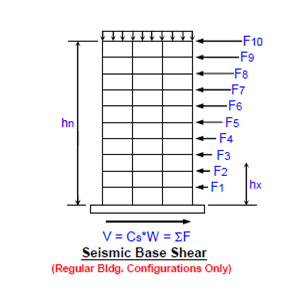 F10
F9
F8
F7
hn
F6
F5
F4
F3
F2
hx
F1
V = Cs*W = ΣF
Seismic Base Shear
(Regular Bldg. Configurations Only)